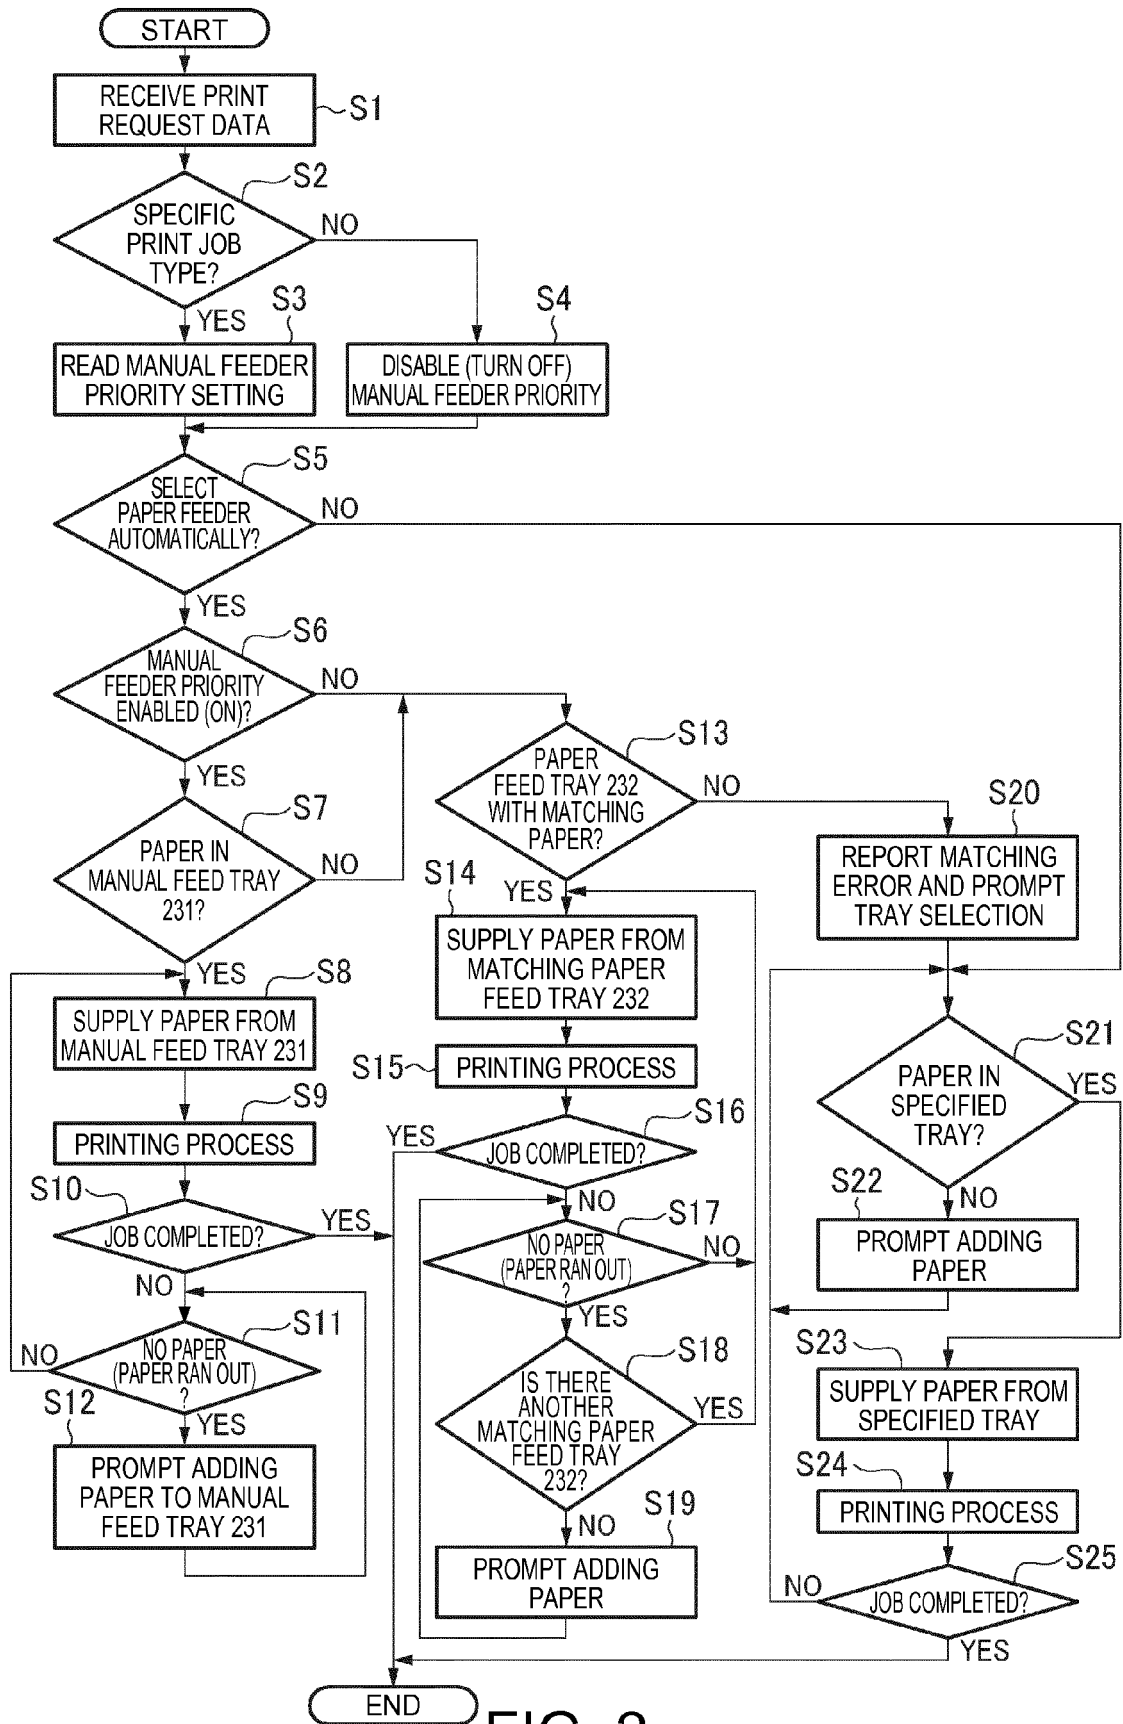 START
RECEIVE PRINT
REQUEST DATA
S1
S2
SPECIFIC
PRINT JOB
TYPE?
NO
YES
S3
READ MANUAL FEEDER
PRIORITY SETTING
S4
DISABLE (TURN OFF)
MANUAL FEEDER PRIORITY
S5
SELECT
PAPER FEEDER
AUTOMATICALLY?
NO
YES
S6
MANUAL
FEEDER PRIORITY
ENABLED (ON)?
NO
YES
S7
PAPER IN
MANUAL FEED TRAY
231?
NO
YES
S8
SUPPLY PAPER FROM
MANUAL FEED TRAY 231
S9
PRINTING PROCESS
S10
JOB COMPLETED?
YES
NO
S11
NO PAPER
(PAPER RAN OUT)
?
NO
YES
S12
PROMPT ADDING
PAPER TO MANUAL
FEED TRAY 231
S13
PAPER
FEED TRAY 232
WITH MATCHING
PAPER?
NO
YES
S14
SUPPLY PAPER FROM
MATCHING PAPER
FEED TRAY 232
S15
PRINTING PROCESS
S16
JOB COMPLETED?
YES
NO
S17
NO PAPER
(PAPER RAN OUT)
?
NO
YES
S18
IS THERE
ANOTHER
MATCHING PAPER
FEED TRAY
232?
YES
NO
S19
PROMPT ADDING
PAPER
S20
REPORT MATCHING
ERROR AND PROMPT
TRAY SELECTION
S21
PAPER IN
SPECIFIED
TRAY?
YES
NO
S22
PROMPT ADDING
PAPER
S23
SUPPLY PAPER FROM
SPECIFIED TRAY
S24
PRINTING PROCESS
S25
JOB COMPLETED?
NO
YES
END